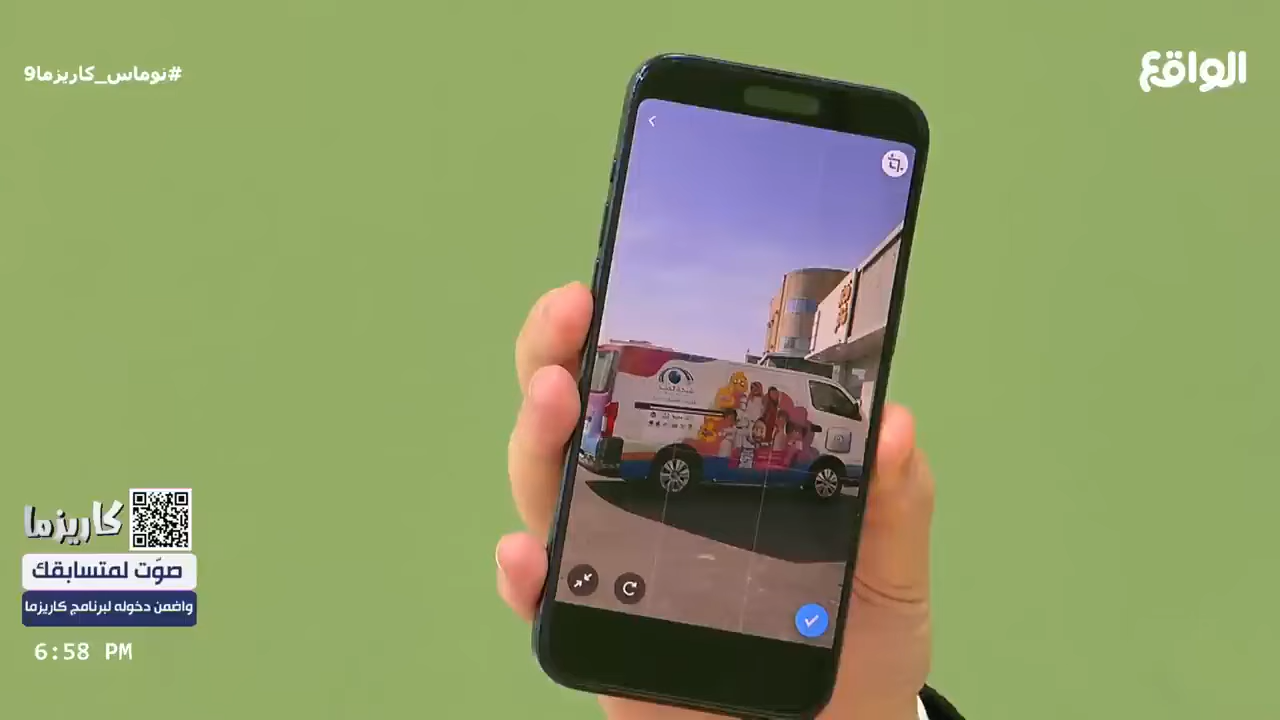 #نوماس_كاريزما9
الواقع
كاريزما
صوّت لمتسابقك
واضمن دخوله لبرنامج كاريزما
6:58 PM